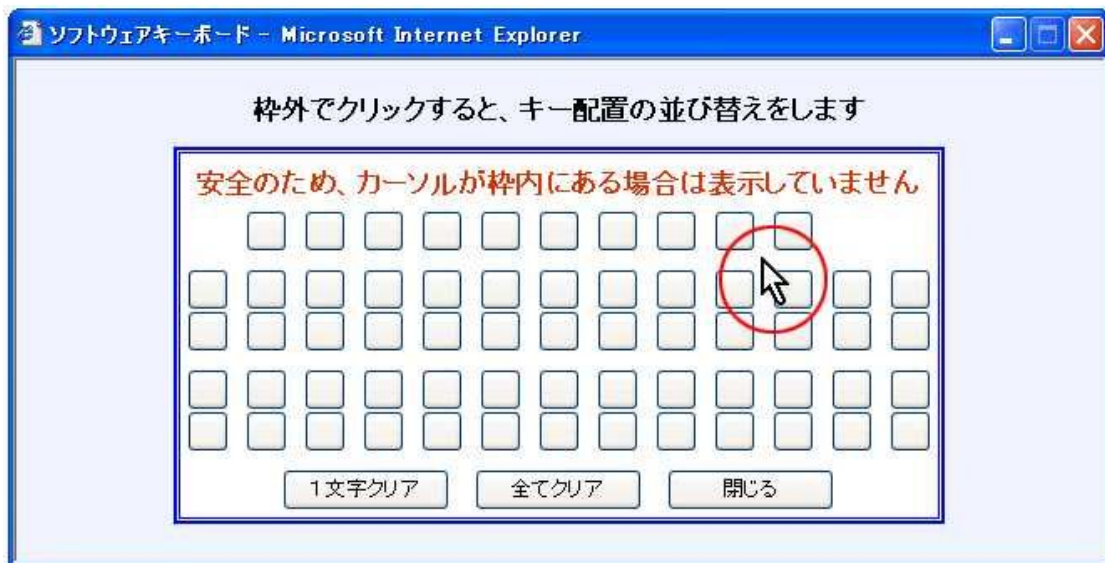 ソフトウェアキーボード - Microsoft Internet Explorer
枠外でクリックすると、キー配置の並び替えをします
安全のため、カーソルが枠内にある場合は表示していません
1文字クリア 全てクリア 閉じる